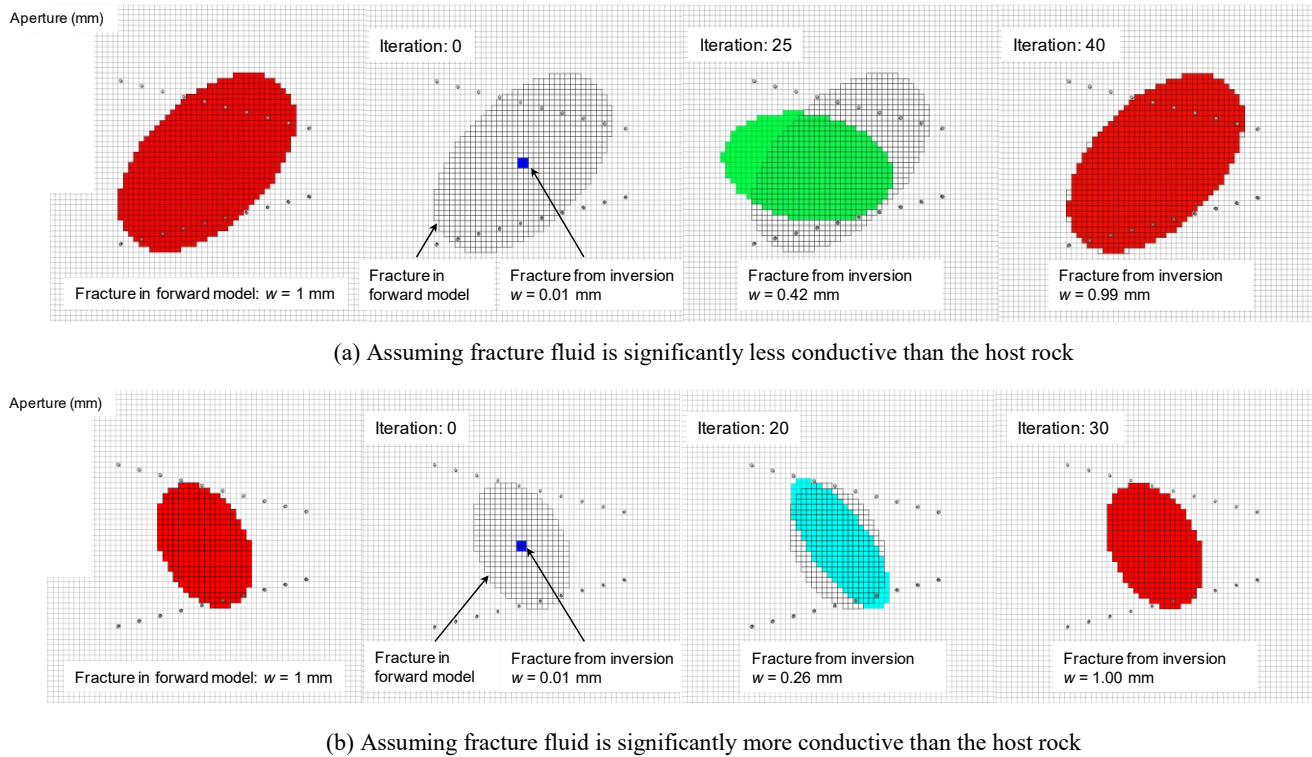 Aperture (mm)
Iteration: 0
Iteration: 25
Iteration: 40
Fracture in forward model: w = 1 mm
Fracture in
forward model
Fracture from inversion
w = 0.01 mm
Fracture from inversion
w = 0.42 mm
Fracture from inversion
w = 0.99 mm
(a) Assuming fracture fluid is significantly less conductive than the host rock
Aperture (mm)
Iteration: 0
Iteration: 20
Iteration: 30
Fracture in forward model: w = 1 mm
Fracture in
forward model
Fracture from inversion
w = 0.01 mm
Fracture from inversion
w = 0.26 mm
Fracture from inversion
w = 1.00 mm
(b) Assuming fracture fluid is significantly more conductive than the host rock